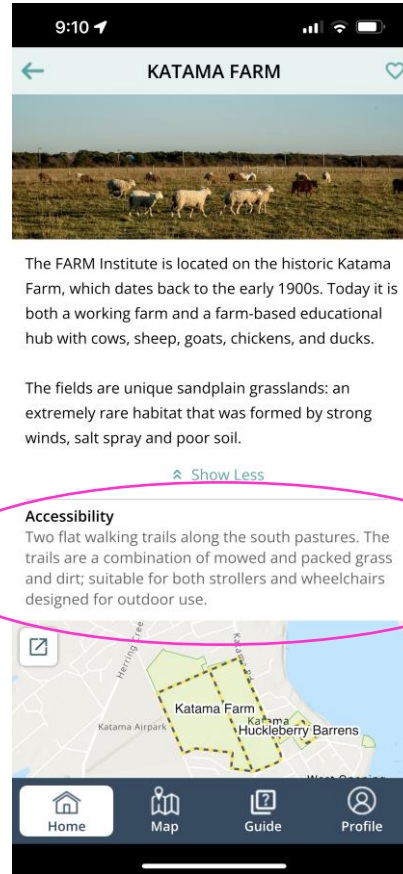 9:10
KATAMA FARM
The FARM Institute is located on the historic Katama
Farm, which dates back to the early 1900s. Today it is
both a working farm and a farm-based educational
hub with cows, sheep, goats, chickens, and ducks.
The fields are unique sandplain grasslands: an
extremely rare habitat that was formed by strong
winds, salt spray and poor soil.
Show Less
Accessibility
Two flat walking trails along the south pastures. The
trails are a combination of mowed and packed grass
and dirt; suitable for both strollers and wheelchairs
designed for outdoor use.
Herring Creek
Katama Rd
Katama Farm
Katama
Katama Airpark
Huckleberry Barrens
West Opening
Home
Map
Guide
Profile